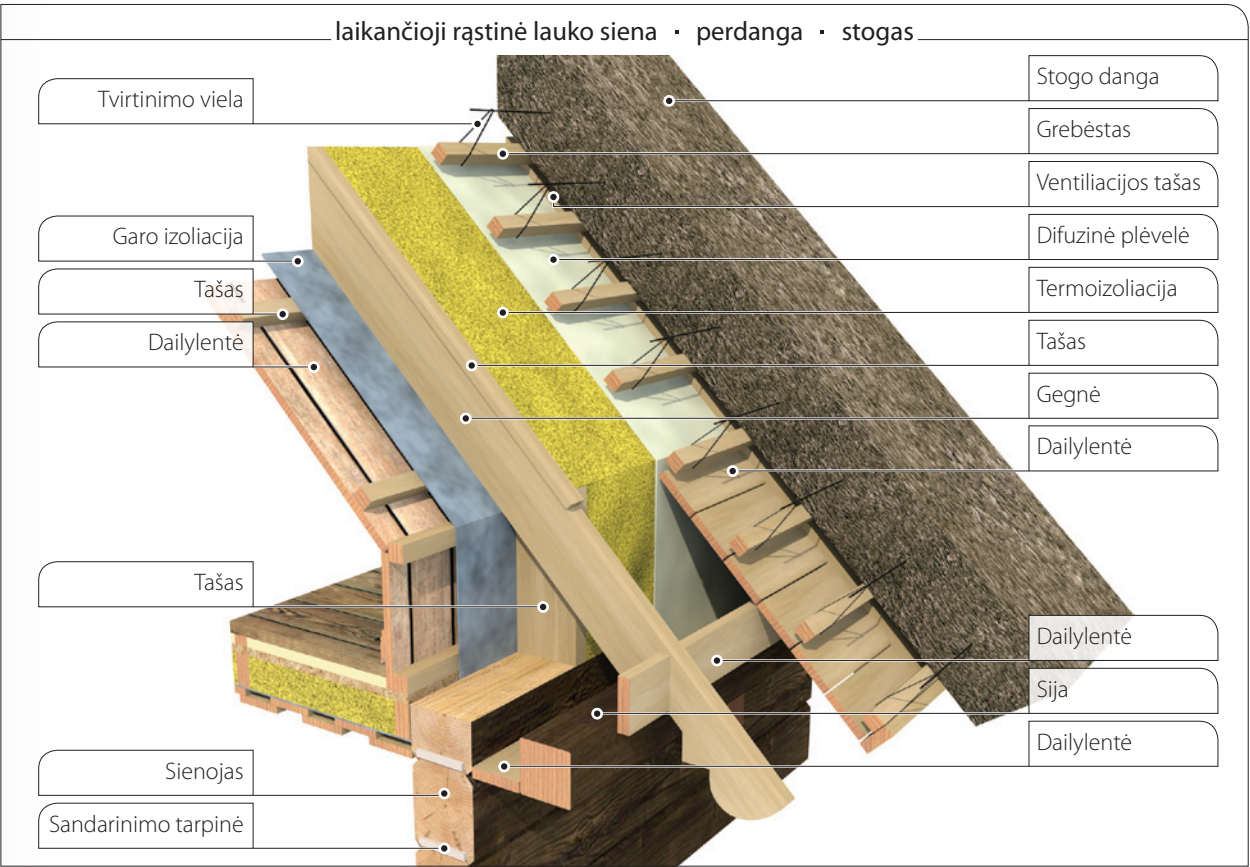 laikančioji rąstinė lauko siena · perdanga · stogas
Tvirtinimo viela
Garo izoliacija
Tašas
Dailylentė
Tašas
Sienojas
Sandarinimo tarpinė
Stogo danga
Grebėstas
Ventiliacijos tašas
Difuzinė plėvelė
Termoizoliacija
Tašas
Gegnė
Dailylentė
Dailylentė
Sija
Dailylentė